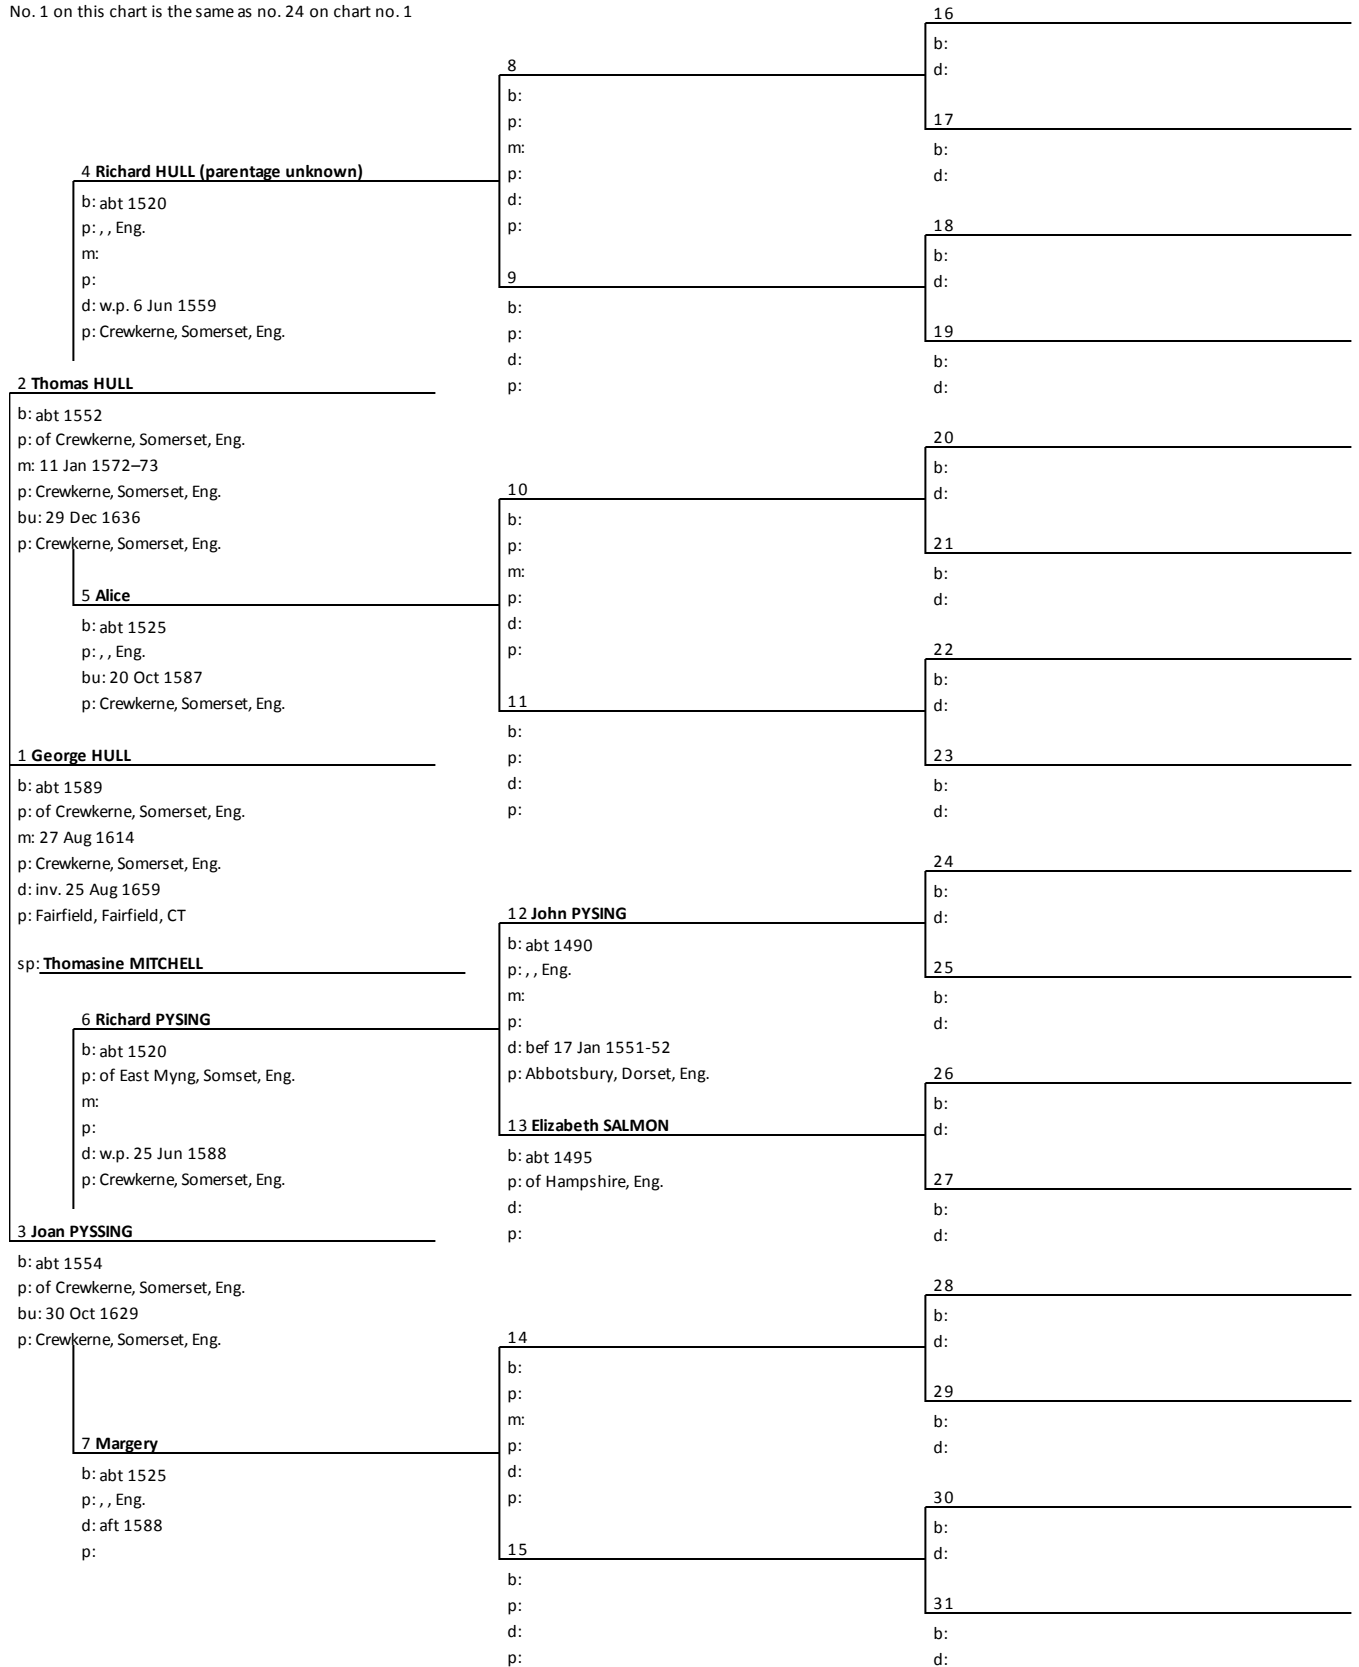 No. 1 on this chart is the same as no. 24 on chart no. 1
4 Richard HULL (parentage unknown)
b: abt 1520
p: , , Eng.
m:
p:
d: w.p. 6 Jun 1559
p: Crewkerne, Somerset, Eng.
2 Thomas HULL
b: abt 1552
p: of Crewkerne, Somerset, Eng.
m: 11 Jan 1572–73
p: Crewkerne, Somerset, Eng.
bu: 29 Dec 1636
p: Crewkerne, Somerset, Eng.
5 Alice
b: abt 1525
p: , , Eng.
bu: 20 Oct 1587
p: Crewkerne, Somerset, Eng.
1 George HULL
b: abt 1589
p: of Crewkerne, Somerset, Eng.
m: 27 Aug 1614
p: Crewkerne, Somerset, Eng.
d: inv. 25 Aug 1659
p: Fairfield, Fairfield, CT
sp: Thomasine MITCHELL
6 Richard PYSING
b: abt 1520
p: of East Myng, Somset, Eng.
m:
p:
d: w.p. 25 Jun 1588
p: Crewkerne, Somerset, Eng.
3 Joan PYSSING
b: abt 1554
p: of Crewkerne, Somerset, Eng.
bu: 30 Oct 1629
p: Crewkerne, Somerset, Eng.
7 Margery
b: abt 1525
p: , , Eng.
d: aft 1588
p:
8
b:
p:
m:
p:
d:
p:
9
b:
p:
d:
p:
10
b:
p:
m:
p:
d:
p:
11
b:
p:
d:
p:
12 John PYSING
b: abt 1490
p: , , Eng.
m:
p:
d: bef 17 Jan 1551-52
p: Abbotsbury, Dorset, Eng.
13 Elizabeth SALMON
b: abt 1495
p: of Hampshire, Eng.
d:
p:
14
b:
p:
m:
p:
d:
p:
15
b:
p:
d:
p:
16
b:
d:
17
b:
d:
18
b:
d:
19
b:
d:
20
b:
d:
21
b:
d:
22
b:
d:
23
b:
d:
24
b:
d:
25
b:
d:
26
b:
d:
27
b:
d:
28
b:
d:
29
b:
d:
30
b:
d:
31
b:
d: